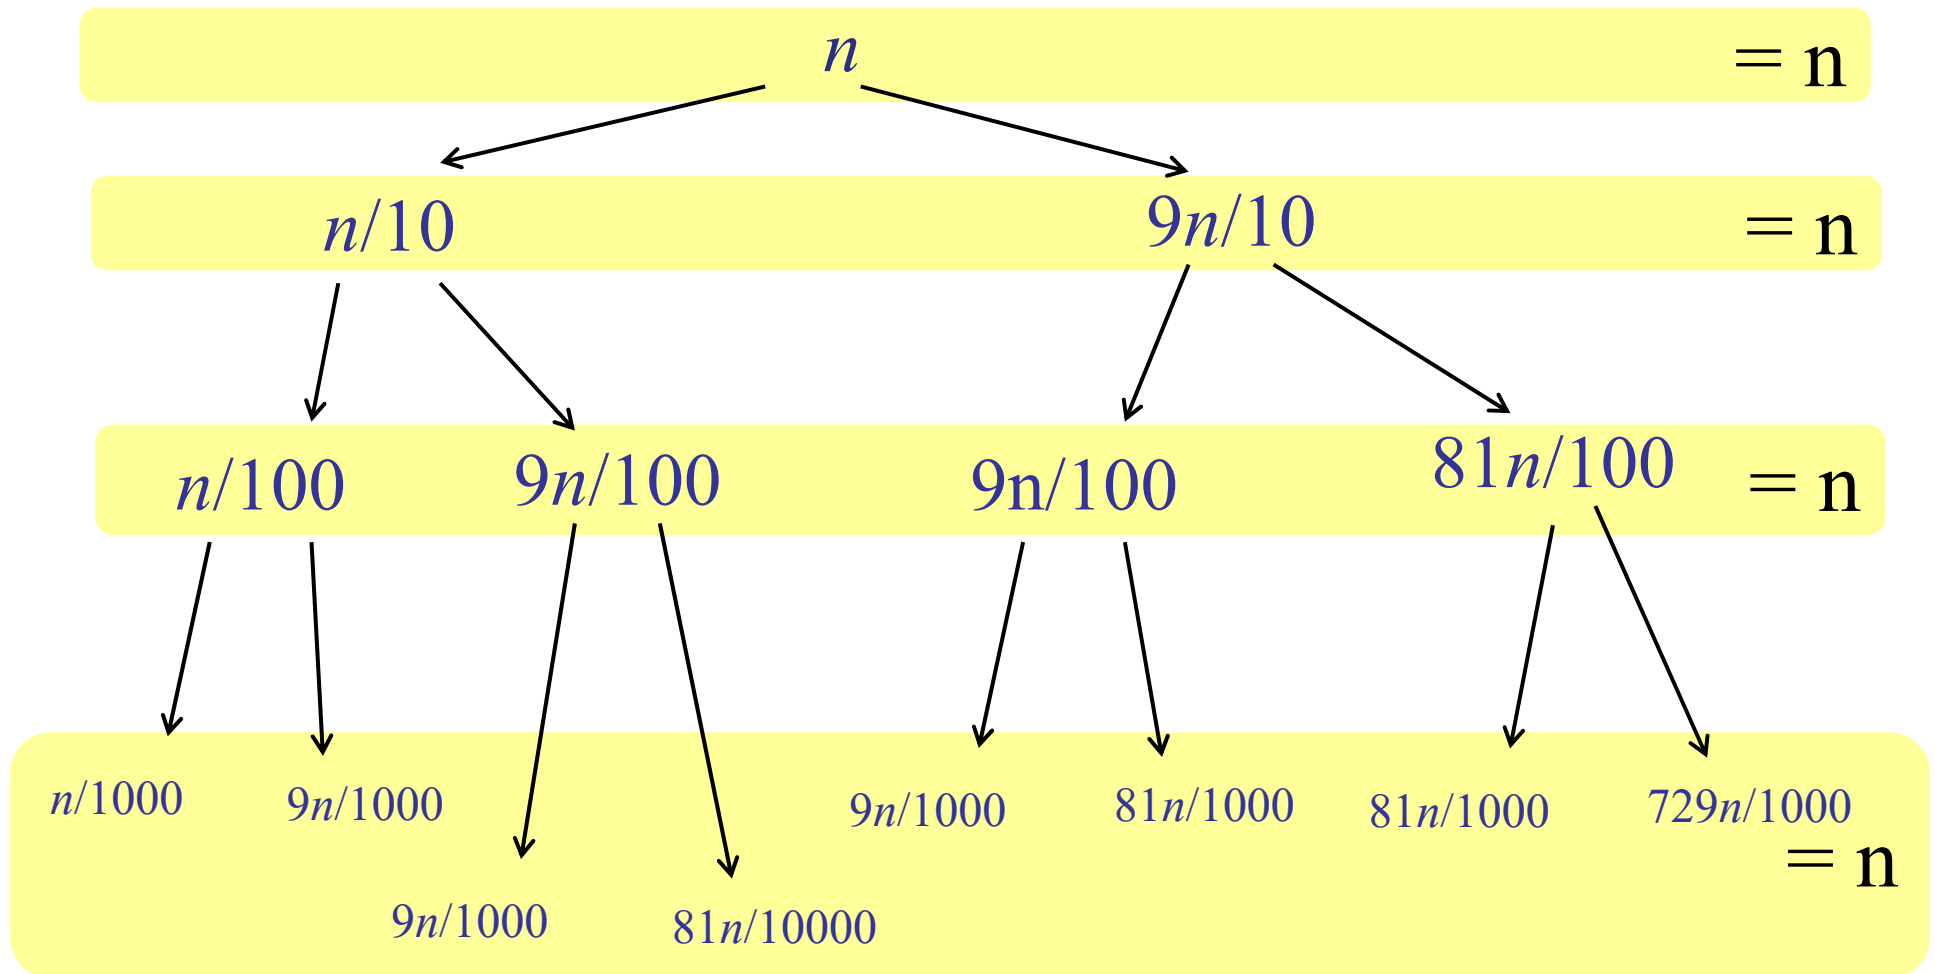 n = n
n/10 9n/10 = n
n/100 9n/100 9n/100 81n/100 = n
n/1000 9n/1000 9n/1000 81n/1000 81n/1000 729n/1000
= n
9n/1000 81n/10000